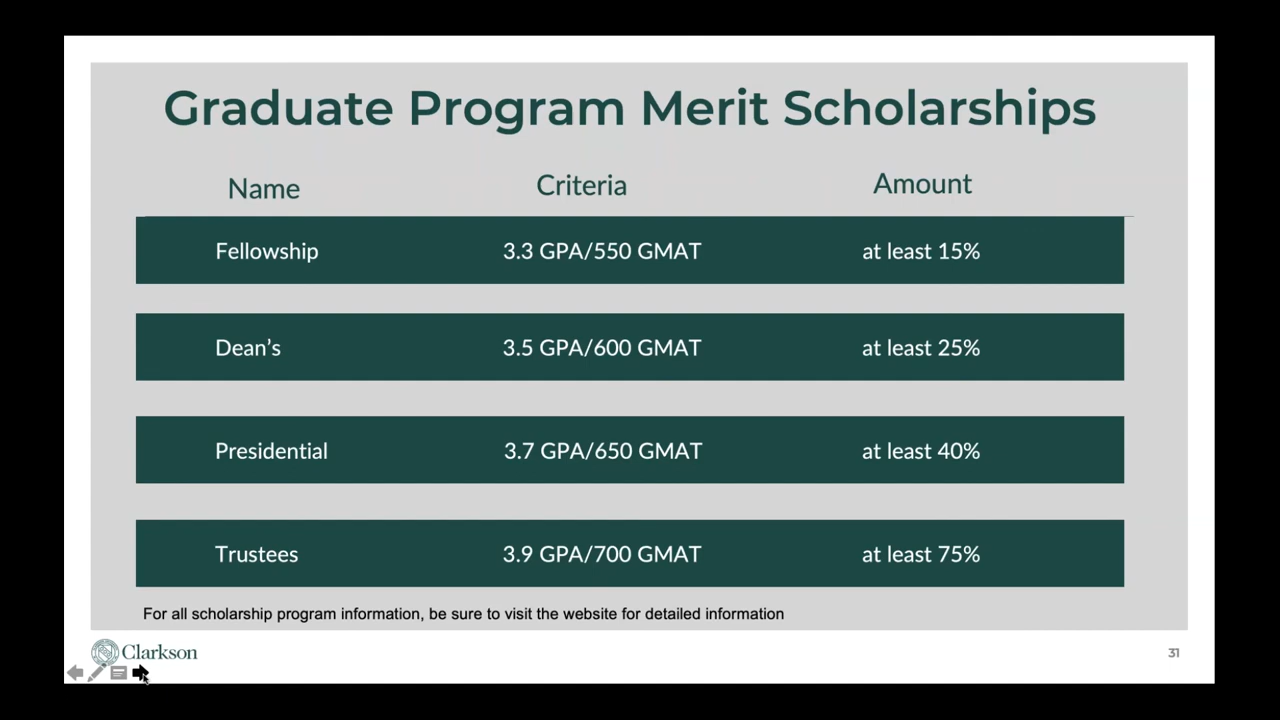 Graduate Program Merit Scholarships
Name Criteria Amount
Fellowship 3.3 GPA/550 GMAT at least 15%
Dean’s 3.5 GPA/600 GMAT at least 25%
Presidential 3.7 GPA/650 GMAT at least 40%
Trustees 3.9 GPA/700 GMAT at least 75%
For all scholarship program information, be sure to visit the website for detailed information
Clarkson 31